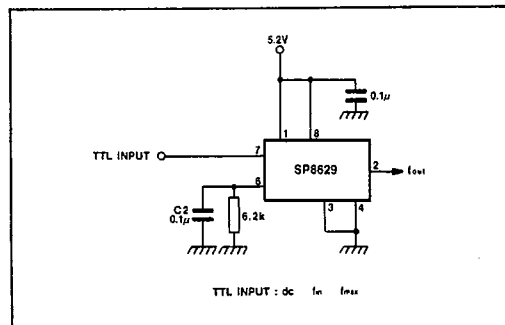 5.2V
0.1μ
1 8
TTL INPUT 7
SP8629
2 fout
6
C2
0.1μ
6.2k
3 4
TTL INPUT : dc fin fmax